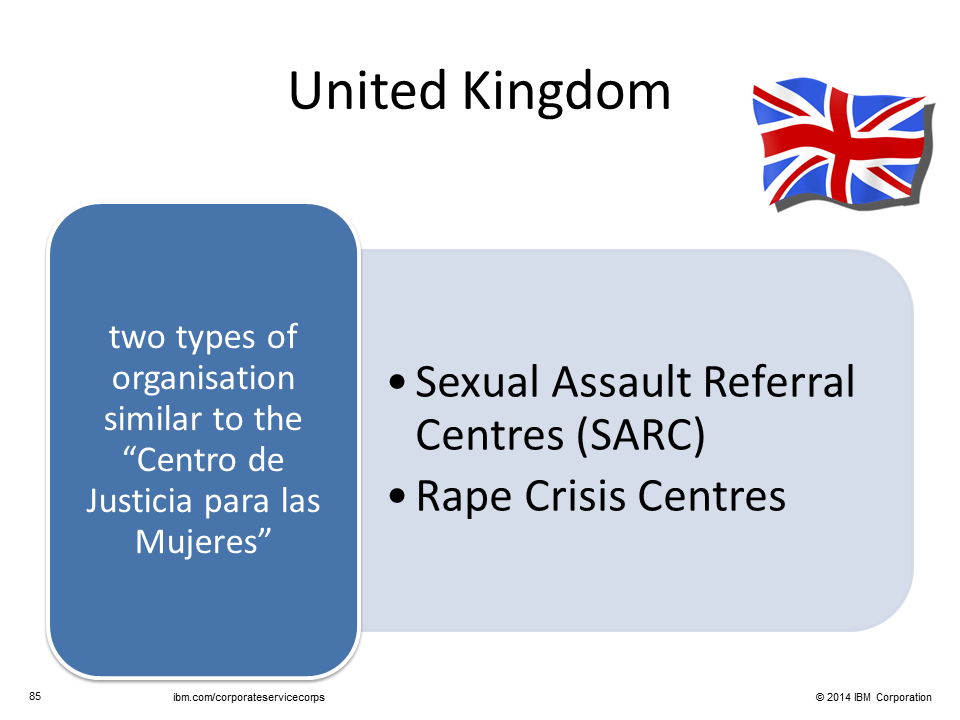 United Kingdom
two types of
organisation
similar to the
“Centro de
Justicia para las
Mujeres”
• Sexual Assault Referral
Centres (SARC)
• Rape Crisis Centres
85
ibm.com/corporateservicecorps
© 2014 IBM Corporation